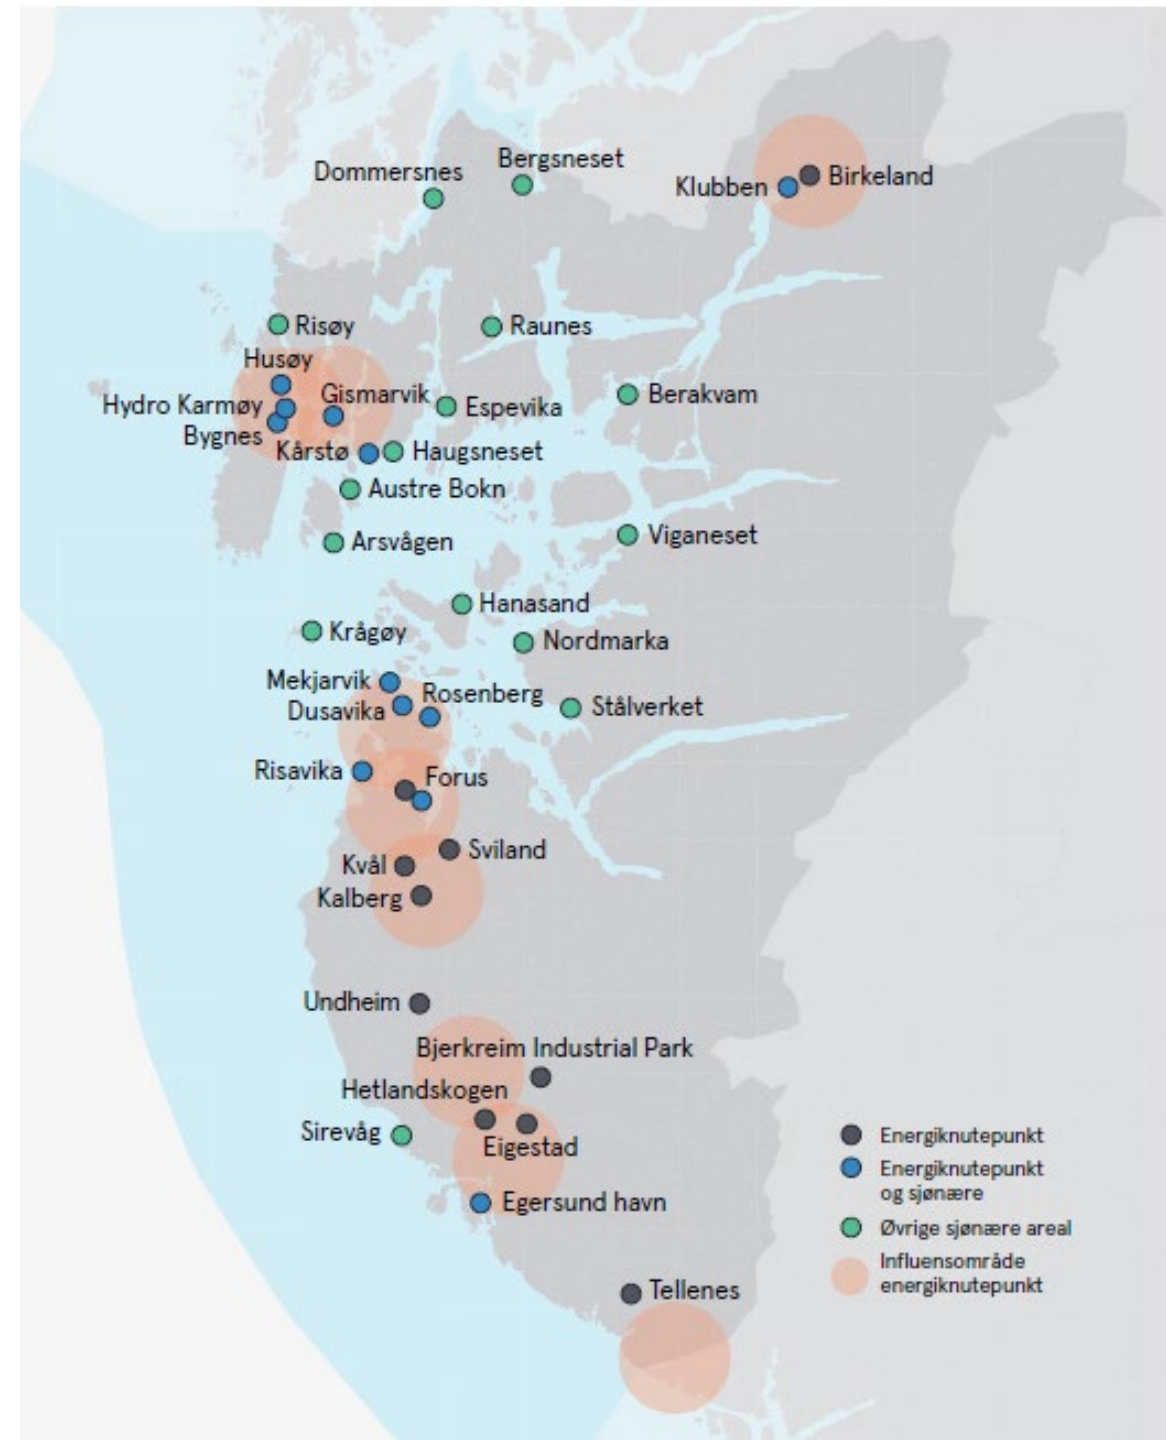 Bergsneset
Dommersnes
Klubben
Birkeland
Risøy
Raunes
Husøy
Gismarvik
Hydro Karmøy
Espevika
Berakvam
Bygnes
Kårstø
Haugsneset
Austre Bokn
Arsvågen
Viganeset
Hanasand
Krågøy
Nordmarka
Mekjarvik
Rosenberg
Dusavika
Stålverket
Risavika
Forus
Sviland
Kvål
Kalberg
Undheim
Bjerkreim Industrial Park
Hetlandskogen
Sirevåg
Eigestad
Egersund havn
Tellenes
Energiknutepunkt
Energiknutepunkt
og sjønære
Øvrige sjønære areal
Influensområde
energiknutepunkt